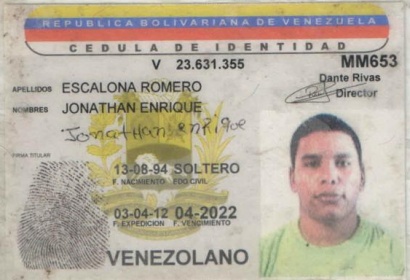 REPUBLICA BOLIVARIANA DE VENEZUELA
CEDULA DE IDENTIDAD
V 23.631.355 MM653
Dante Rivas
Director
APELLIDOS ESCALONA ROMERO
NOMBRES JONATHAN ENRIQUE
Jonathan enrique
FIRMA TITULAR
13-08-94 SOLTERO
F. NACIMIENTO EDO CIVIL
03-04-12 04-2022
F. EXPEDICION F. VENCIMIENTO
VENEZOLANO